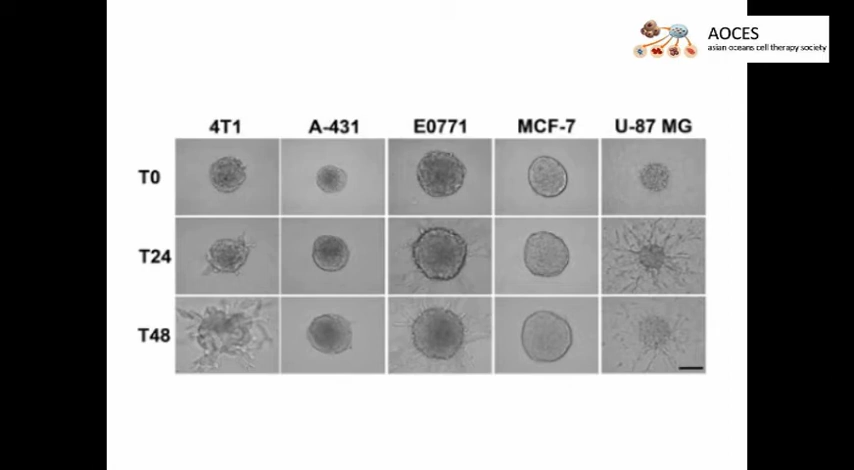 AOCES
asian oceans cell therapy society
4T1 A-431 E0771 MCF-7 U-87 MG
T0
T24
T48